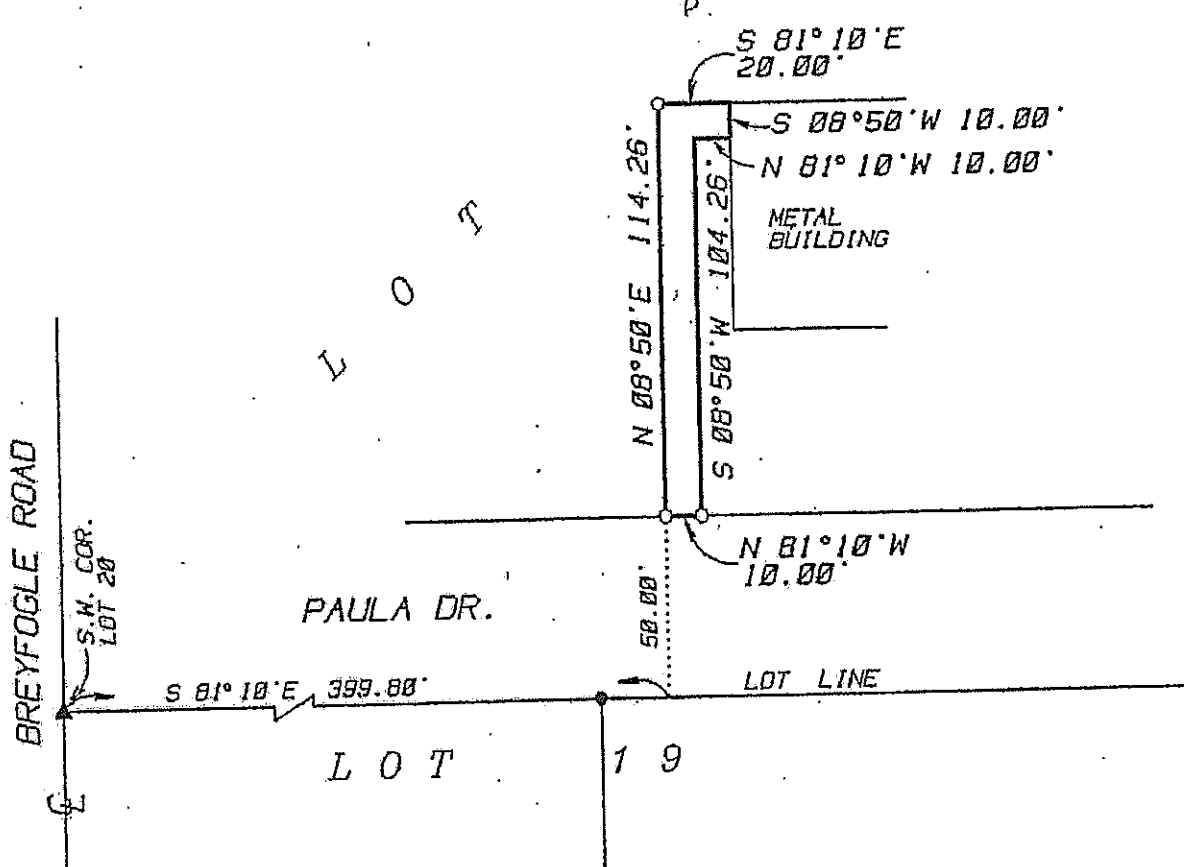 P.
S 81°10'E
20.00'
S 08°50'W 10.00'
N 81°10'W 10.00'
N 08°50'E 114.26'
S 08°50'W 104.26'
METAL
BUILDING
L O T
N 81°10'W
10.00'
50.00'
BREYFOGLE ROAD
S.W. COR.
LOT 20
PAULA DR.
S 81°10'E 399.80'
LOT LINE
L O T 1 9
℄